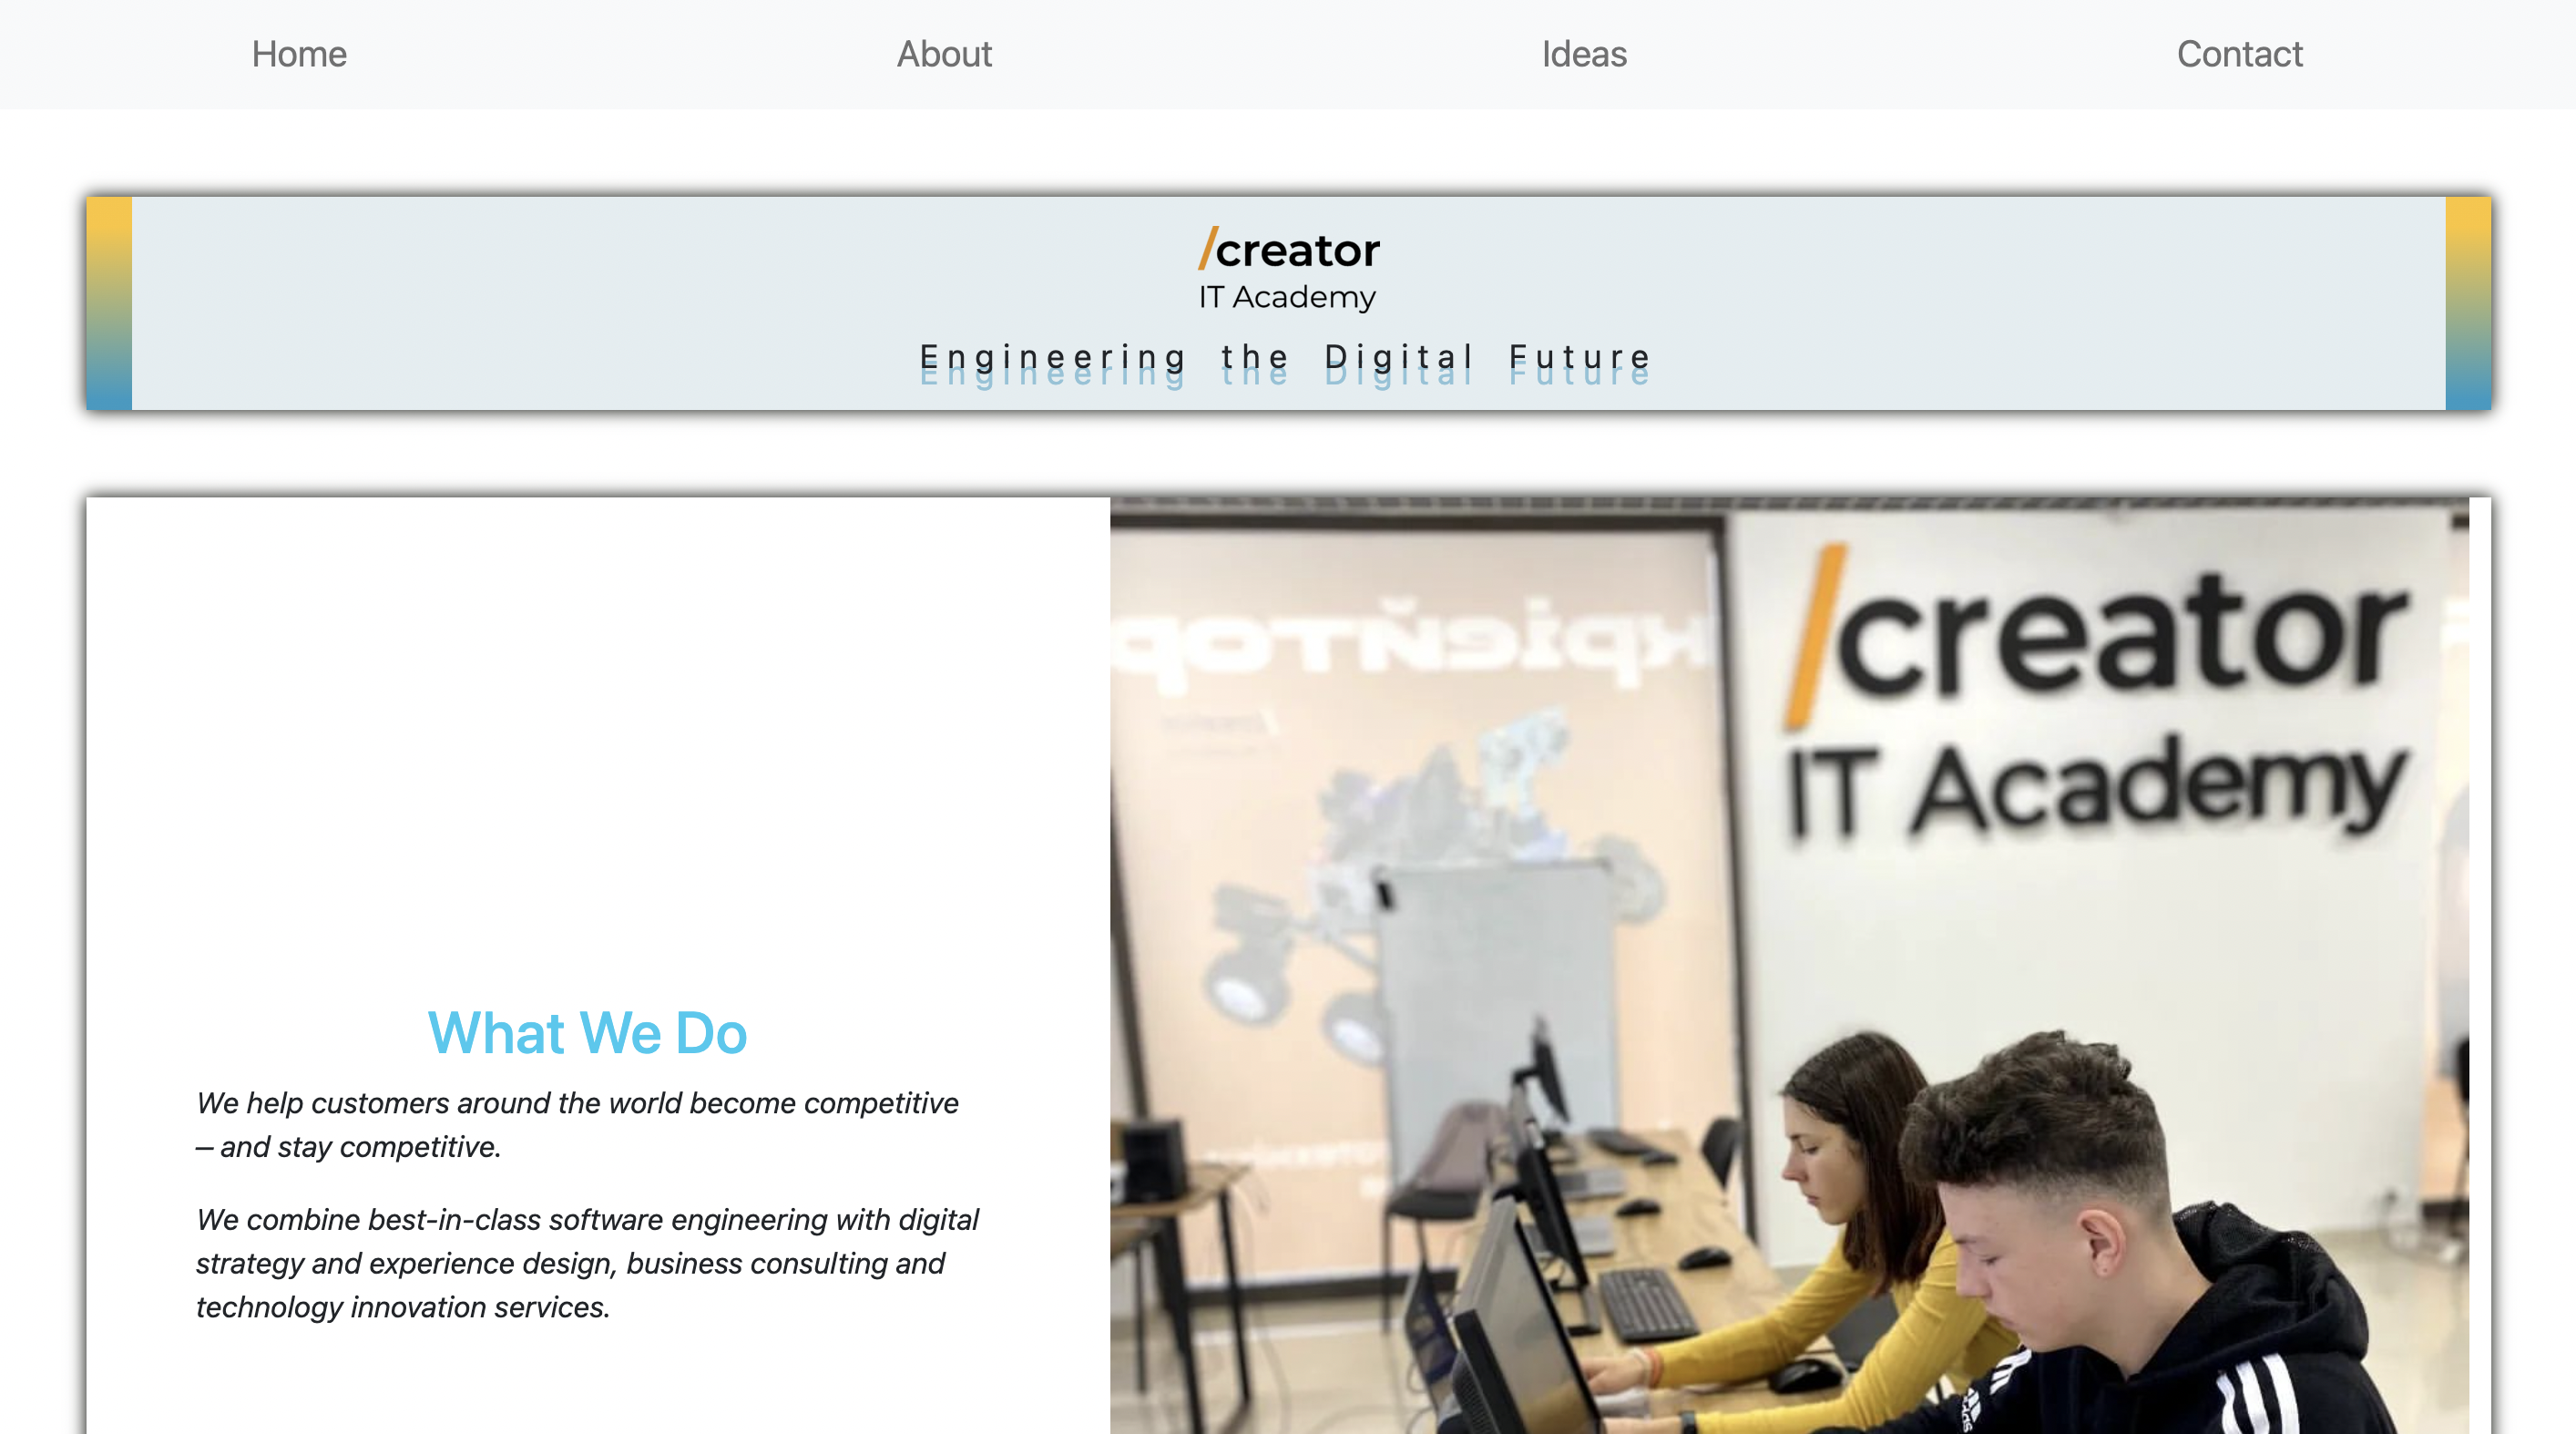 Home About Ideas Contact
/creator
IT Academy
Engineering the Digital Future
/creator
IT Academy
What We Do
We help customers around the world become competitive
– and stay competitive.
We combine best-in-class software engineering with digital
strategy and experience design, business consulting and
technology innovation services.